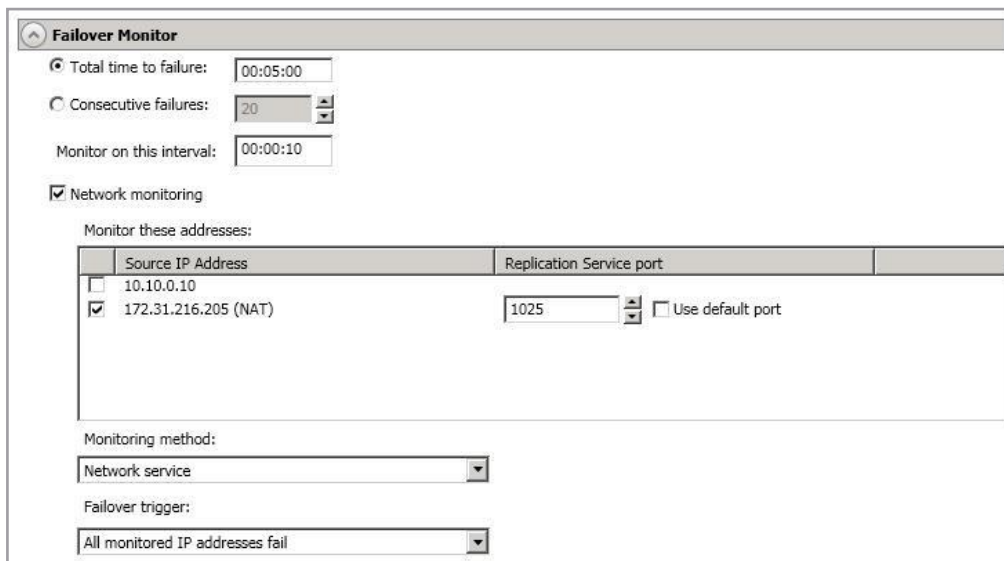 Failover Monitor
Total time to failure: 00:05:00
Consecutive failures: 20
Monitor on this interval: 00:00:10
Network monitoring
Monitor these addresses:
Source IP Address Replication Service port
10.10.0.10
172.31.216.205 (NAT) 1025 Use default port
Monitoring method:
Network service
Failover trigger:
All monitored IP addresses fail